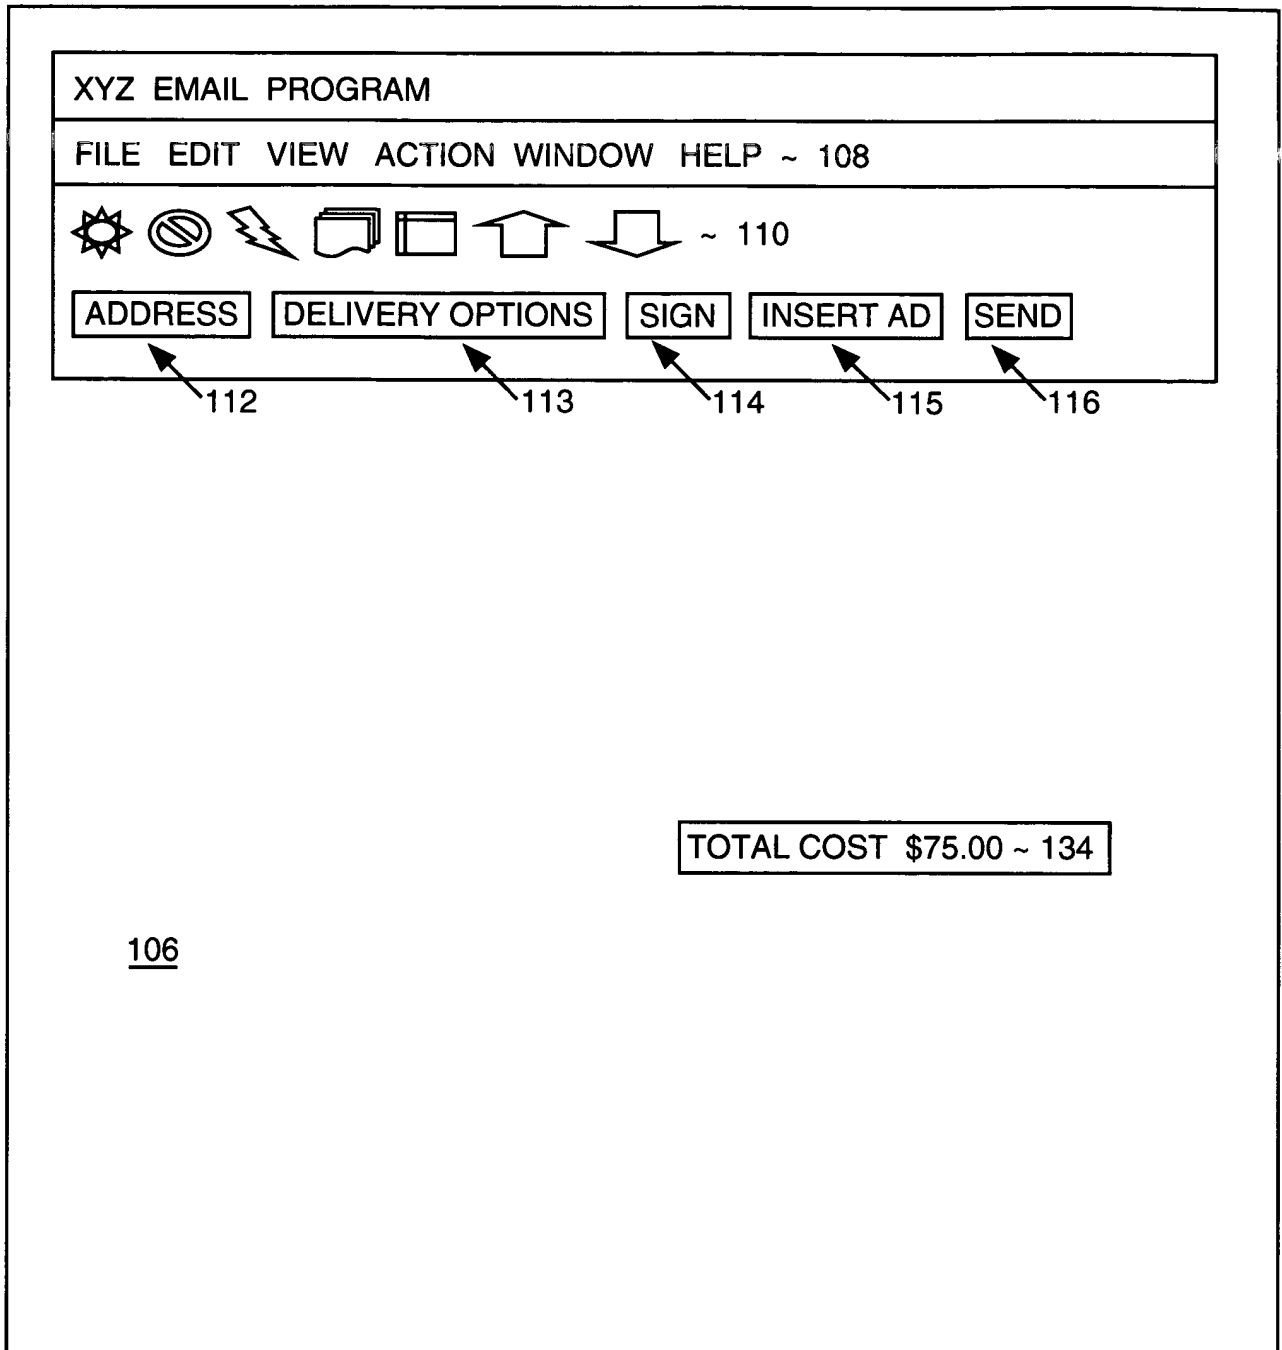 XYZ EMAIL PROGRAM
FILE EDIT VIEW ACTION WINDOW HELP ~ 108
~ 110
ADDRESS DELIVERY OPTIONS SIGN INSERT AD SEND
112 113 114 115 116
TOTAL COST $75.00 ~ 134
106